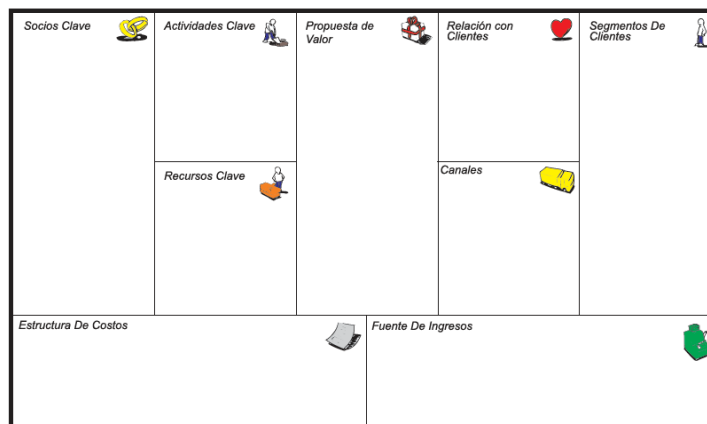 Socios Clave
Actividades Clave
Propuesta de
Valor
Relación con
Clientes
Segmentos De
Clientes
Recursos Clave
Canales
Estructura De Costos
Fuente De Ingresos